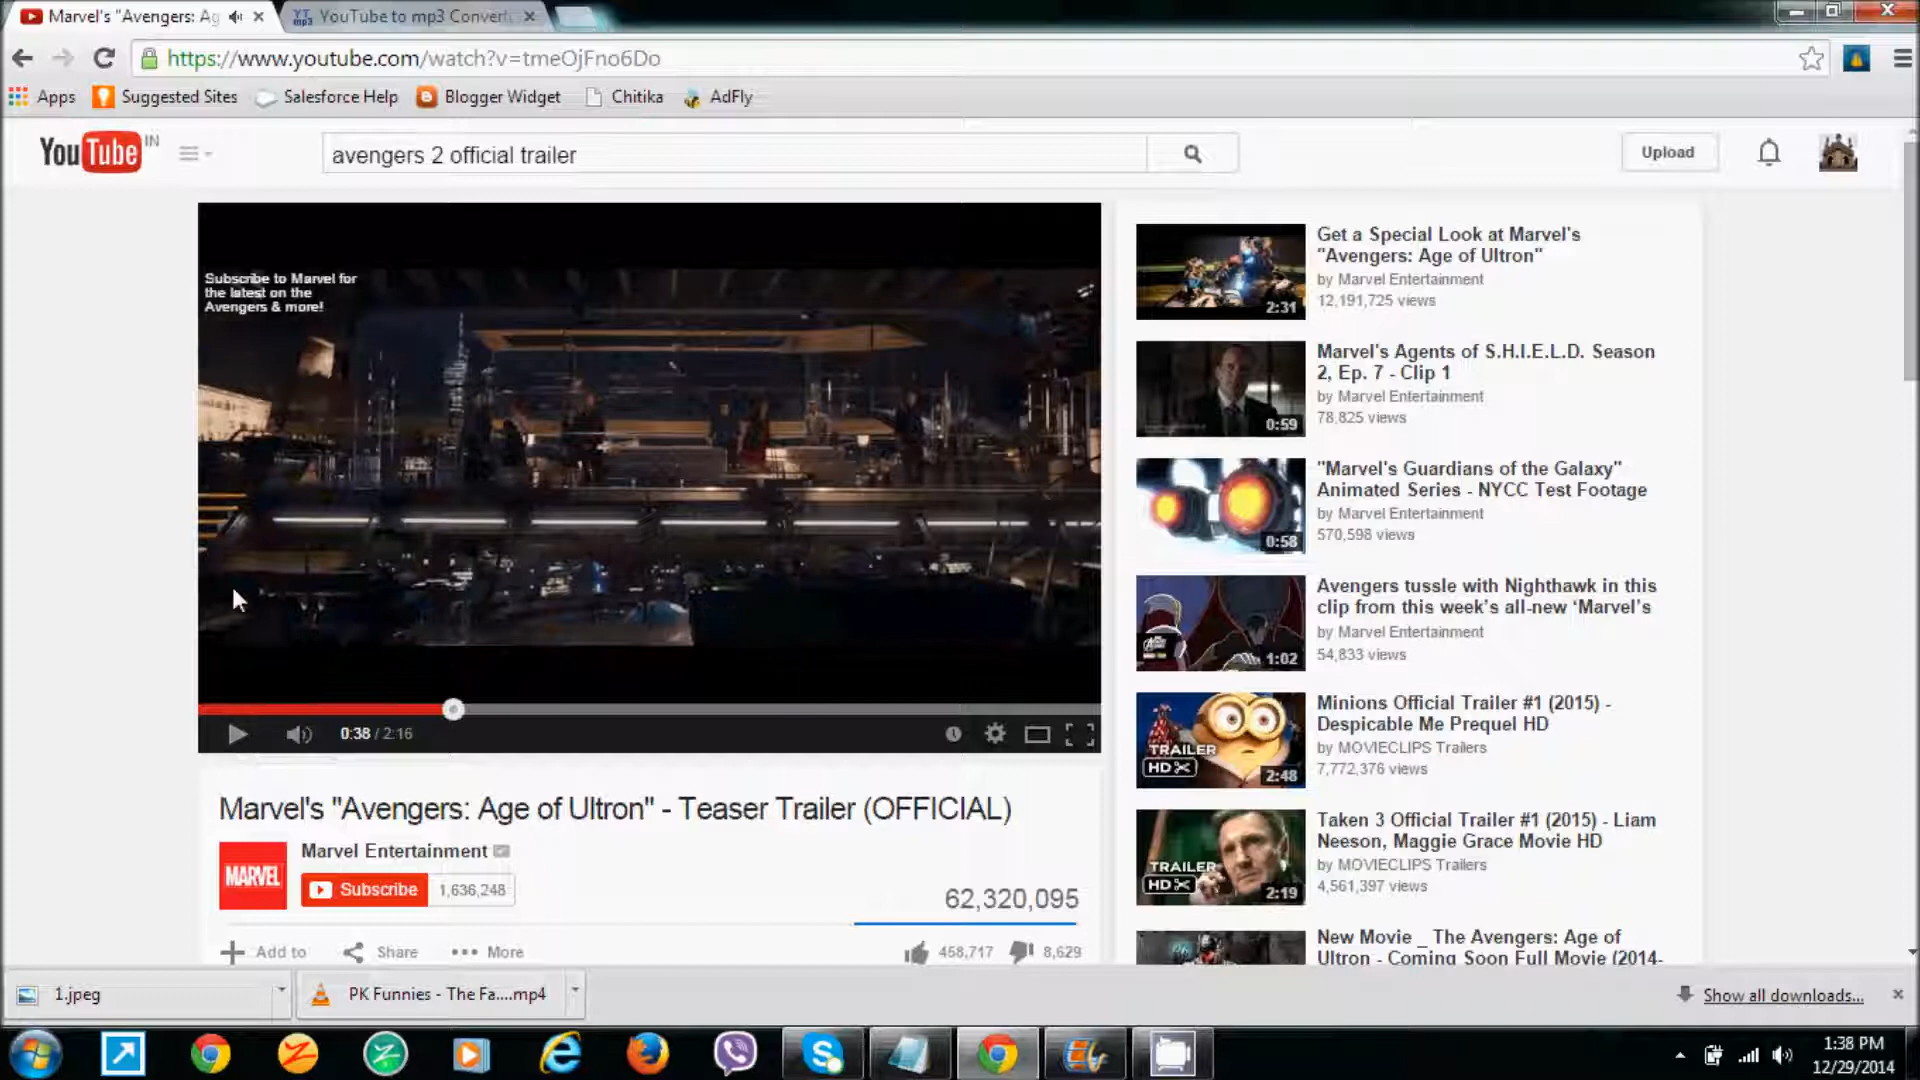 Marvel's "Avengers: Ag
YouTube to mp3 Convert
https://www.youtube.com/watch?v=tmeOjFno6Do
Apps Suggested Sites Salesforce Help Blogger Widget Chitika AdFly
YouTube IN
avengers 2 official trailer
Upload
Subscribe to Marvel for
the latest on the
Avengers & more!
0:38 / 2:16
Marvel's "Avengers: Age of Ultron" - Teaser Trailer (OFFICIAL)
MARVEL
Marvel Entertainment
Subscribe 1,636,248
62,320,095
Add to Share More 458,717 8,629
2:31
Get a Special Look at Marvel's
"Avengers: Age of Ultron"
by Marvel Entertainment
12,191,725 views
0:59
Marvel's Agents of S.H.I.E.L.D. Season
2, Ep. 7 - Clip 1
by Marvel Entertainment
78,825 views
0:58
"Marvel's Guardians of the Galaxy"
Animated Series - NYCC Test Footage
by Marvel Entertainment
570,598 views
1:02
Avengers tussle with Nighthawk in this
clip from this week's all-new ‘Marvel's
by Marvel Entertainment
54,833 views
TRAILER
HD
2:48
Minions Official Trailer #1 (2015) -
Despicable Me Prequel HD
by MOVIECLIPS Trailers
7,772,376 views
TRAILER
HD
2:19
Taken 3 Official Trailer #1 (2015) - Liam
Neeson, Maggie Grace Movie HD
by MOVIECLIPS Trailers
4,561,397 views
New Movie _ The Avengers: Age of
Ultron - Coming Soon Full Movie (2014-
1.jpeg
PK Funnies - The Fa....mp4
Show all downloads...
1:38 PM
12/29/2014